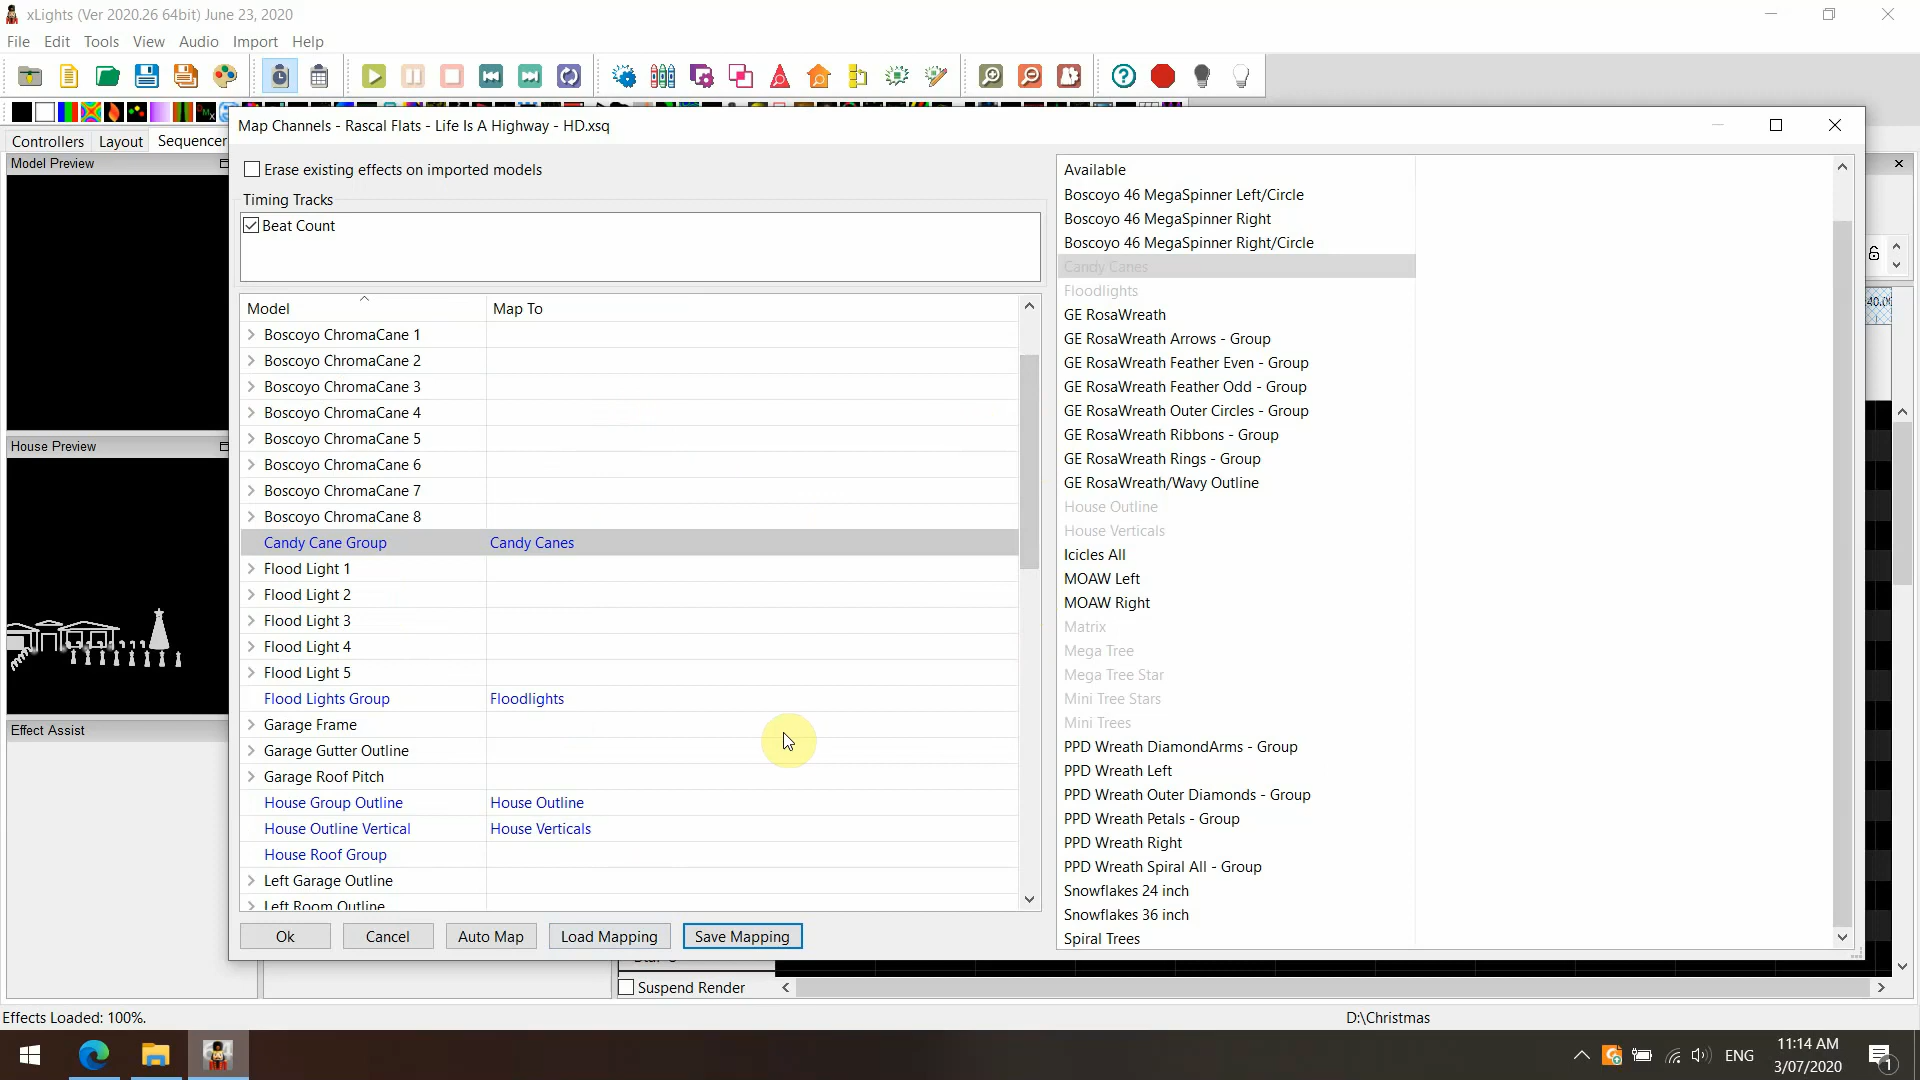 xLights (Ver 2020.26 64bit) June 23, 2020
File Edit Tools View Audio Import Help
Map Channels - Rascal Flats - Life Is A Highway - HD.xsq
Controllers Layout Sequencer
Model Preview
House Preview
Effect Assist
Erase existing effects on imported models
Timing Tracks
Beat Count
Model Map To
Boscoyo ChromaCane 1
Boscoyo ChromaCane 2
Boscoyo ChromaCane 3
Boscoyo ChromaCane 4
Boscoyo ChromaCane 5
Boscoyo ChromaCane 6
Boscoyo ChromaCane 7
Boscoyo ChromaCane 8
Candy Cane Group Candy Canes
Flood Light 1
Flood Light 2
Flood Light 3
Flood Light 4
Flood Light 5
Flood Lights Group Floodlights
Garage Frame
Garage Gutter Outline
Garage Roof Pitch
House Group Outline House Outline
House Outline Vertical House Verticals
House Roof Group
Left Garage Outline
Left Room Outline
Ok Cancel Auto Map Load Mapping Save Mapping
Available
Boscoyo 46 MegaSpinner Left/Circle
Boscoyo 46 MegaSpinner Right
Boscoyo 46 MegaSpinner Right/Circle
Candy Canes
Floodlights
GE RosaWreath
GE RosaWreath Arrows - Group
GE RosaWreath Feather Even - Group
GE RosaWreath Feather Odd - Group
GE RosaWreath Outer Circles - Group
GE RosaWreath Ribbons - Group
GE RosaWreath Rings - Group
GE RosaWreath/Wavy Outline
House Outline
House Verticals
Icicles All
MOAW Left
MOAW Right
Matrix
Mega Tree
Mega Tree Star
Mini Tree Stars
Mini Trees
PPD Wreath DiamondArms - Group
PPD Wreath Left
PPD Wreath Outer Diamonds - Group
PPD Wreath Petals - Group
PPD Wreath Right
PPD Wreath Spiral All - Group
Snowflakes 24 inch
Snowflakes 36 inch
Spiral Trees
Suspend Render
Effects Loaded: 100%. D:\Christmas
ENG
11:14 AM
3/07/2020
1